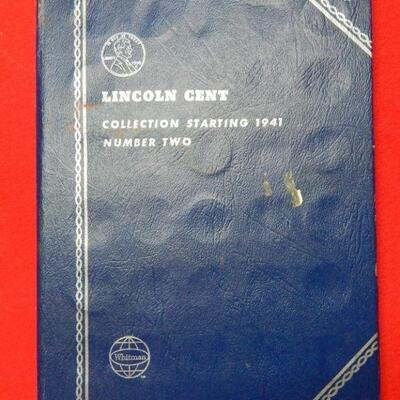 LINCOLN CENT
COLLECTION STARTING 1941
NUMBER TWO
Whitman